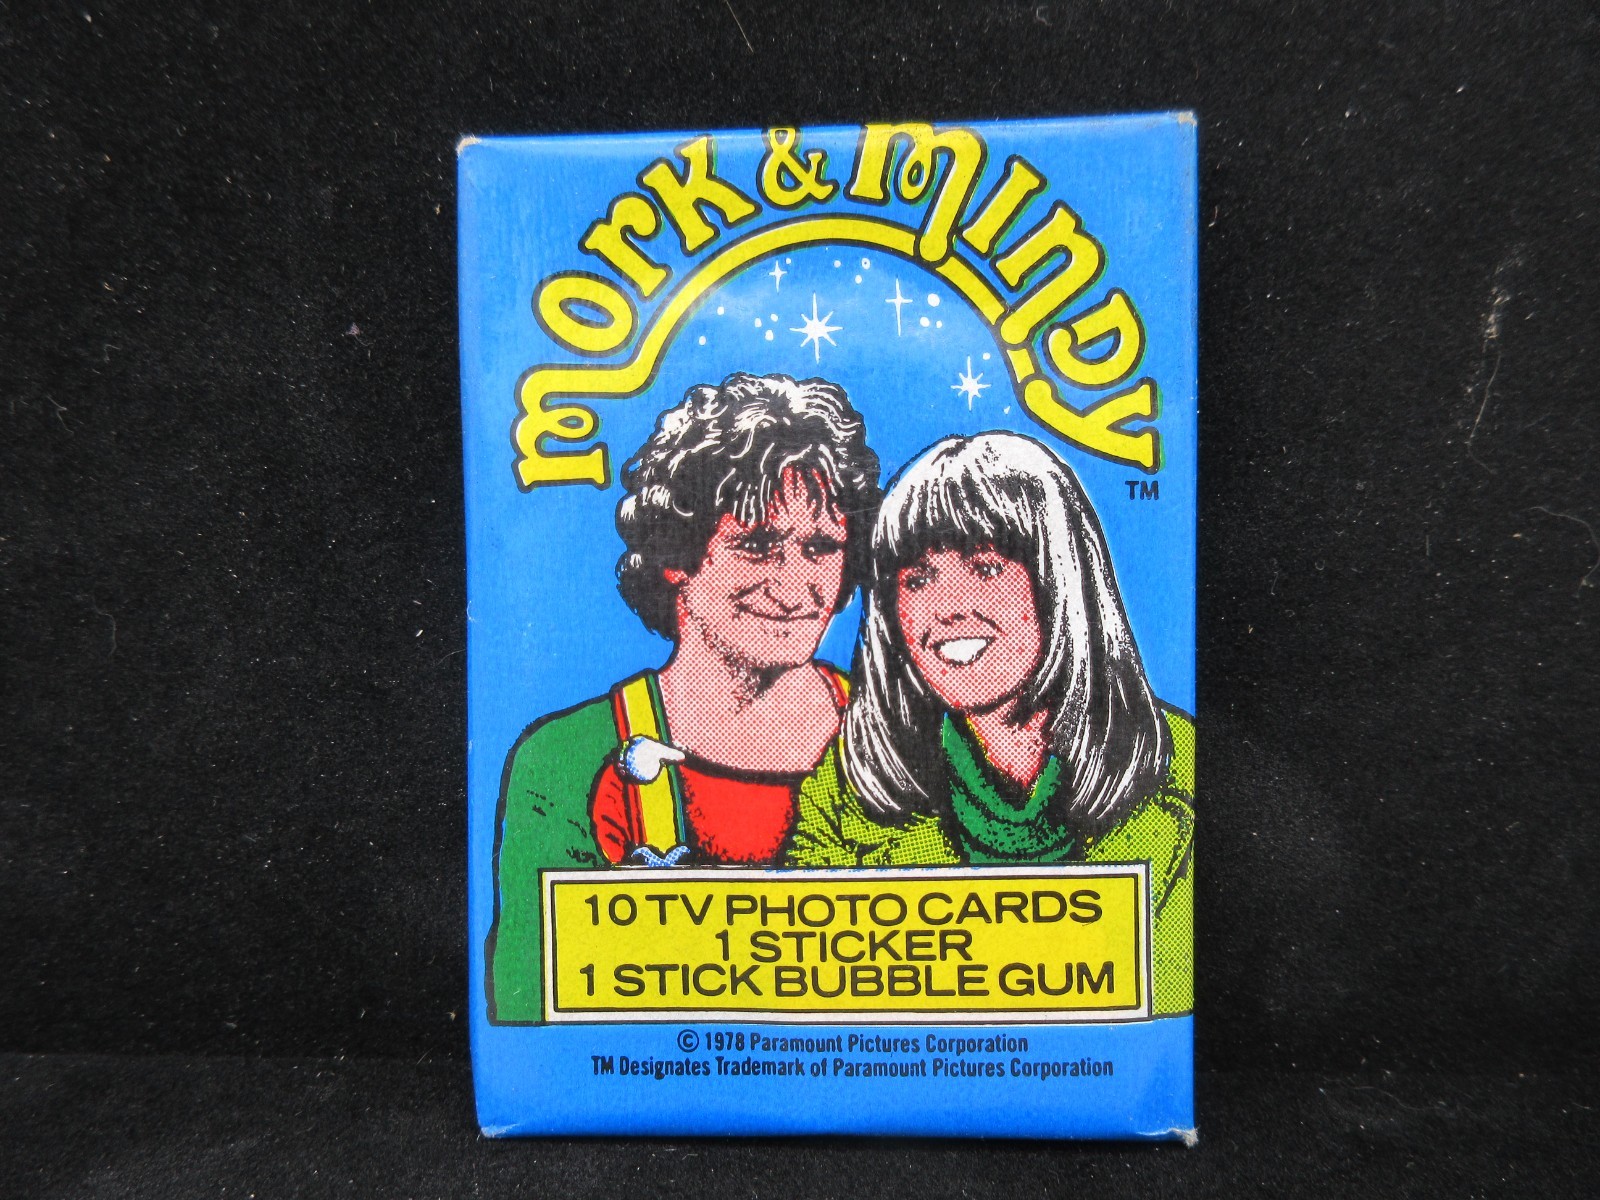 mork & mindy
TM
10 TV PHOTO CARDS
1 STICKER
1 STICK BUBBLE GUM
© 1978 Paramount Pictures Corporation
TM Designates Trademark of Paramount Pictures Corporation